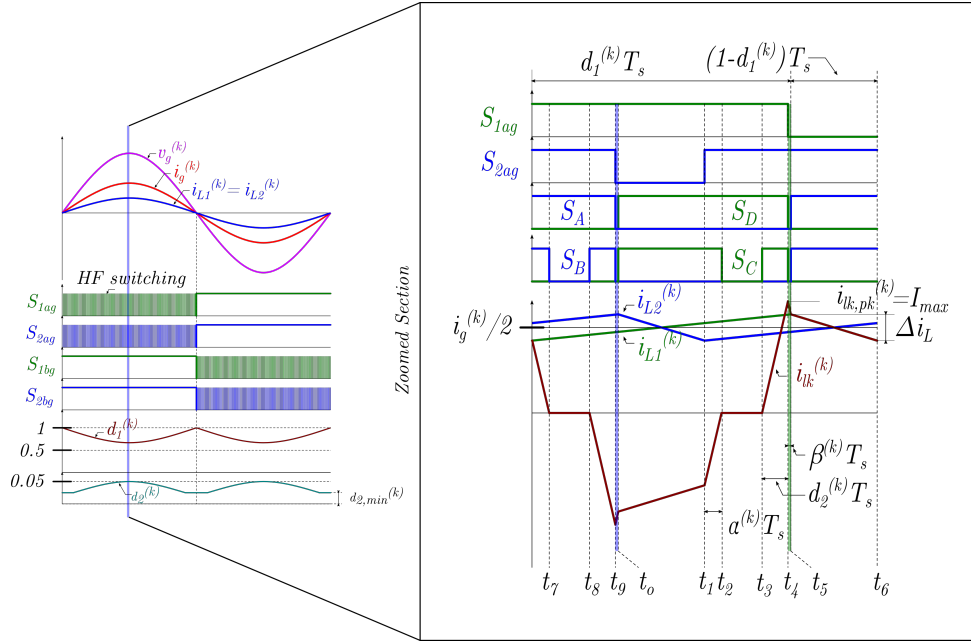 v_g^(k)
i_g^(k)
i_L1^(k) = i_L2^(k)
HF switching
S_1ag
S_2ag
S_1bg
S_2bg
1
d_1^(k)
0.5
0.05
d_2^(k)
d_2,min^(k)
Zoomed Section
d_1^(k) T_s
(1-d_1^(k)) T_s
S_1ag
S_2ag
S_A
S_D
S_B
S_C
i_g^(k)/2
i_L2^(k)
i_L1^(k)
i_lk,pk^(k) = I_max
Δi_L
i_lk^(k)
β^(k) T_s
d_2^(k) T_s
α^(k) T_s
t_7 t_8 t_9 t_o t_1 t_2 t_3 t_4 t_5 t_6